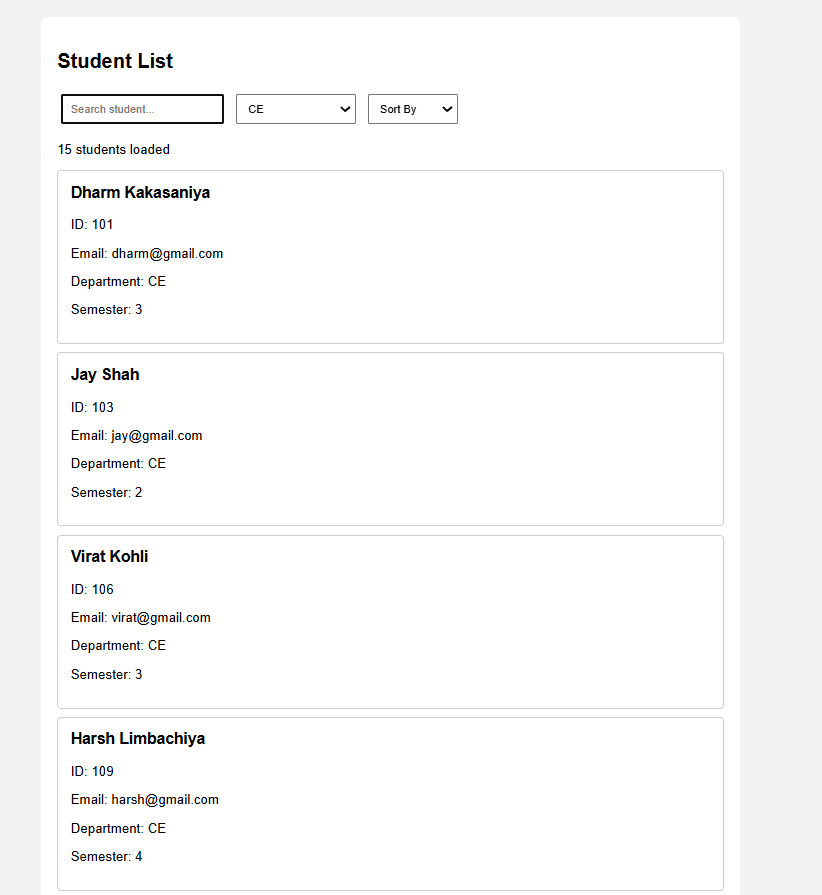 Student List
Search student... CE Sort By
15 students loaded
Dharm Kakasaniya
ID: 101
Email: dharm@gmail.com
Department: CE
Semester: 3
Jay Shah
ID: 103
Email: jay@gmail.com
Department: CE
Semester: 2
Virat Kohli
ID: 106
Email: virat@gmail.com
Department: CE
Semester: 3
Harsh Limbachiya
ID: 109
Email: harsh@gmail.com
Department: CE
Semester: 4